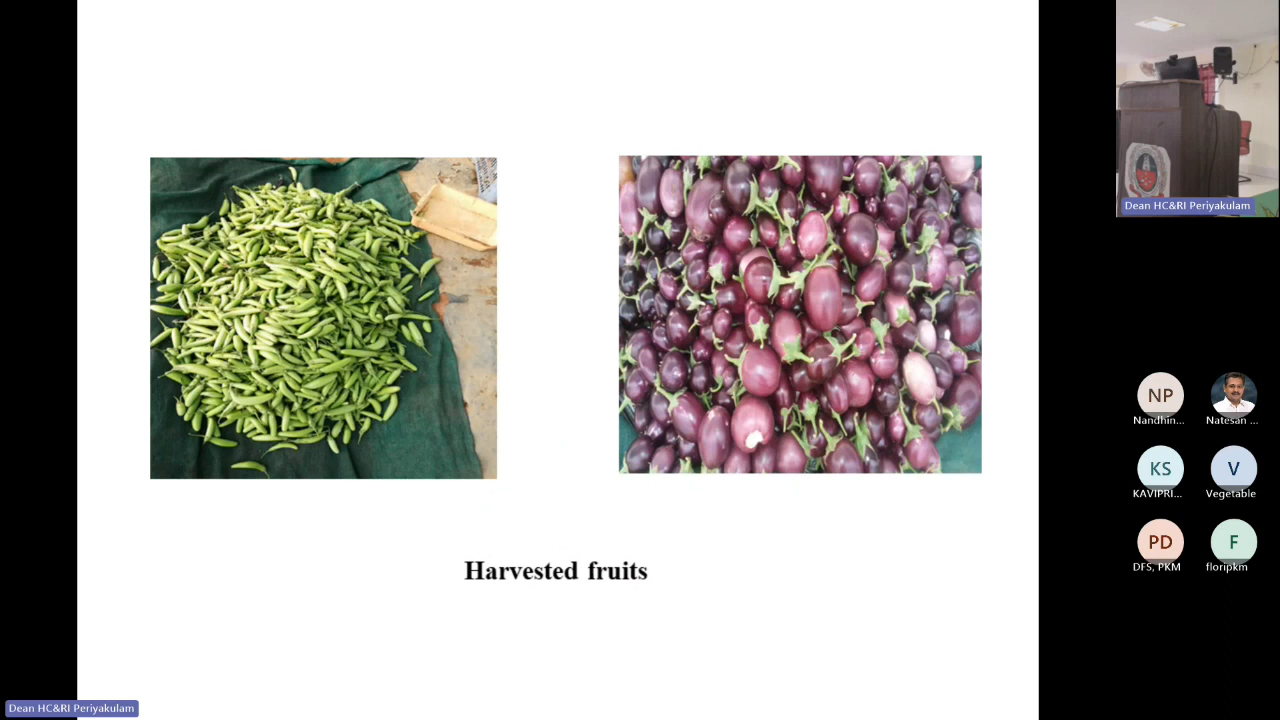 Harvested fruits
Dean HC&RI Periyakulam
NP
Nandhin...
Natesan ...
KS
KAVIPRI...
V
Vegetable
PD
DFS, PKM
F
floripkm
Dean HC&RI Periyakulam